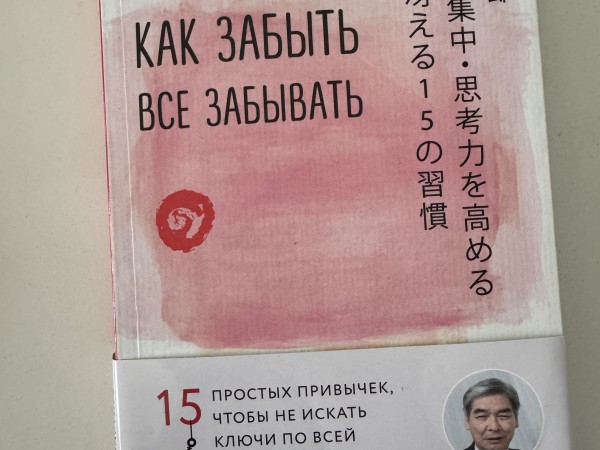 КАК ЗАБЫТЬ
ВСЕ ЗАБЫВАТЬ
集中・思考力を高める
冴える15の習慣
15 ПРОСТЫХ ПРИВЫЧЕК,
ЧТОБЫ НЕ ИСКАТЬ
КЛЮЧИ ПО ВСЕЙ